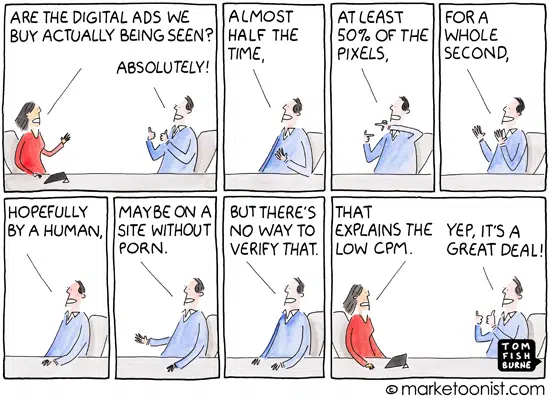 ARE THE DIGITAL ADS WE
BUY ACTUALLY BEING SEEN?
ABSOLUTELY!
ALMOST
HALF THE
TIME,
AT LEAST
50% OF THE
PIXELS,
FOR A
WHOLE
SECOND,
HOPEFULLY
BY A HUMAN,
MAYBE ON A
SITE WITHOUT
PORN.
BUT THERE'S
NO WAY TO
VERIFY THAT.
THAT
EXPLAINS THE
LOW CPM.
YEP, IT'S A
GREAT DEAL!
TOM
FISH
BURNE
© marketoonist.com